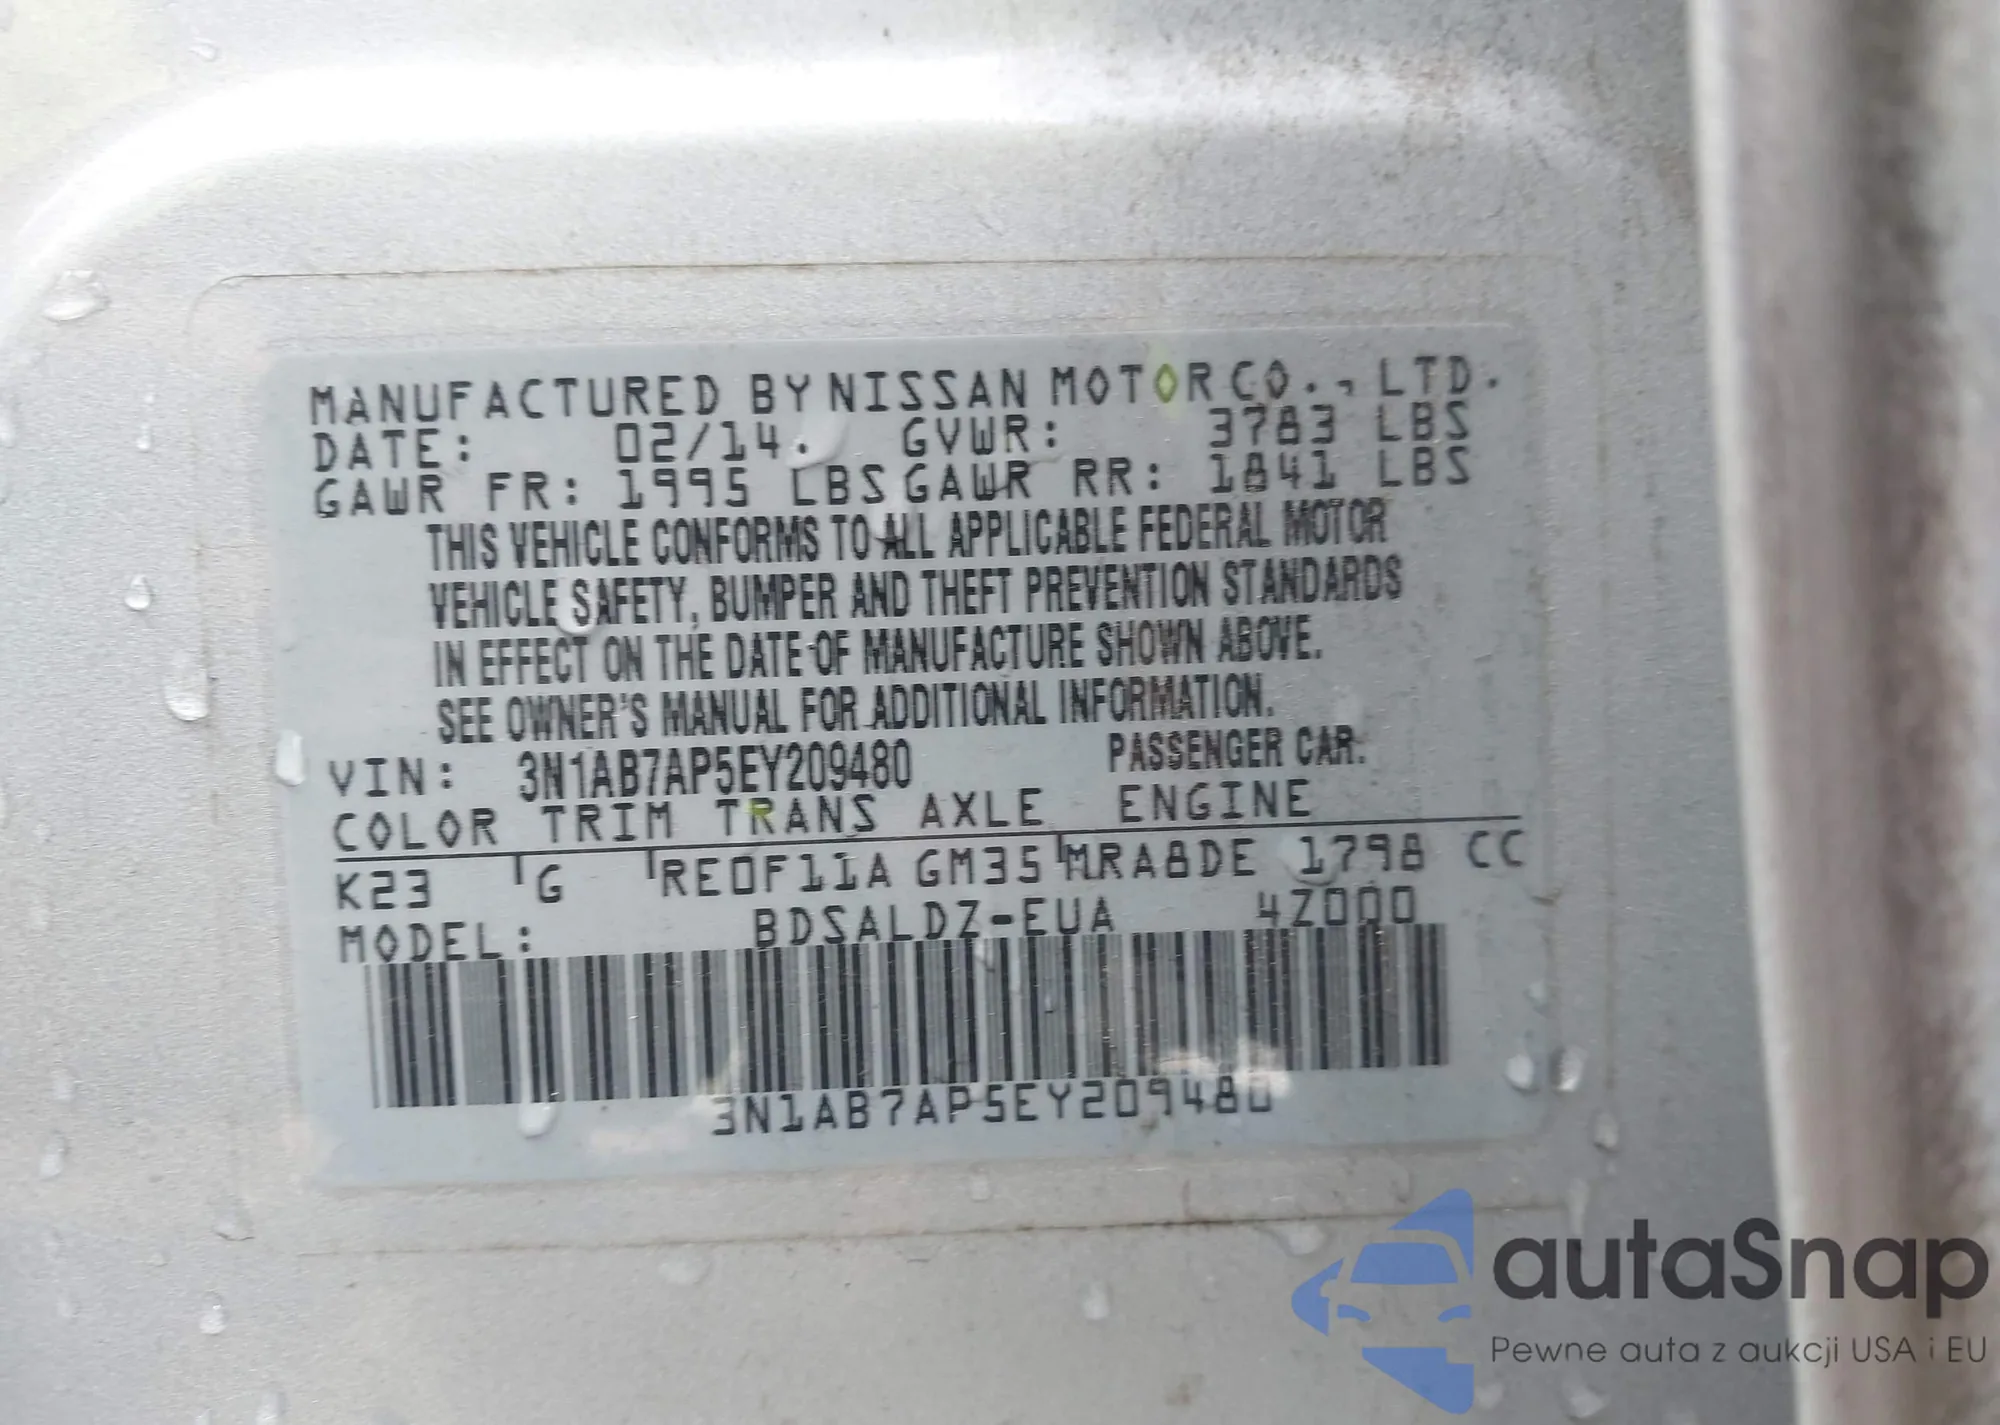 MANUFACTURED BY NISSAN MOTOR CO., LTD.
DATE: 02/14. GVWR: 3783 LBS
GAWR FR: 1995 LBS GAWR RR: 1841 LBS
THIS VEHICLE CONFORMS TO ALL APPLICABLE FEDERAL MOTOR
VEHICLE SAFETY, BUMPER AND THEFT PREVENTION STANDARDS
IN EFFECT ON THE DATE OF MANUFACTURE SHOWN ABOVE.
SEE OWNER'S MANUAL FOR ADDITIONAL INFORMATION.
VIN: 3N1AB7AP5EY209480 PASSENGER CAR.
COLOR TRIM TRANS AXLE ENGINE
K23 G RE0F11A GM35 MRA8DE 1798 CC
MODEL: BDSALDZ-EUA 4Z000
3N1AB7AP5EY209480
autaSnap
Pewne auta z aukcji USA i EU